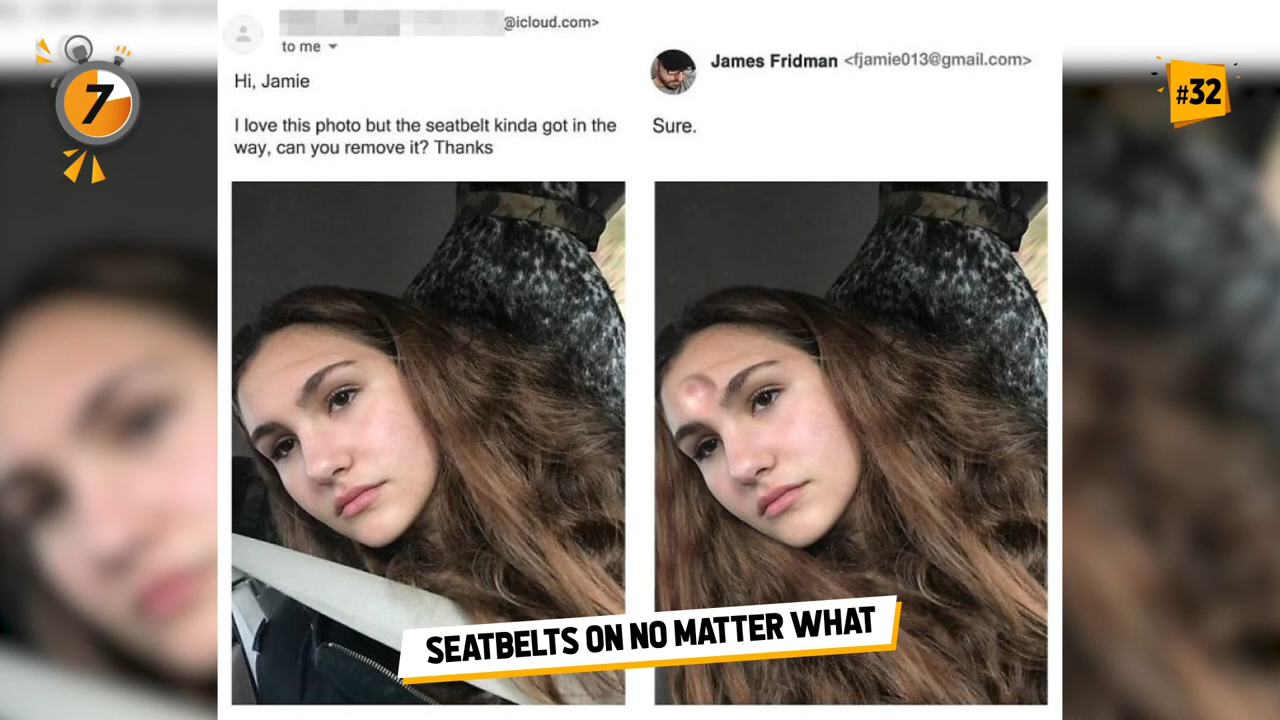 7
@icloud.com>
to me
Hi, Jamie
I love this photo but the seatbelt kinda got in the
way, can you remove it? Thanks
James Fridman <fjamie013@gmail.com>
Sure.
#32
SEATBELTS ON NO MATTER WHAT